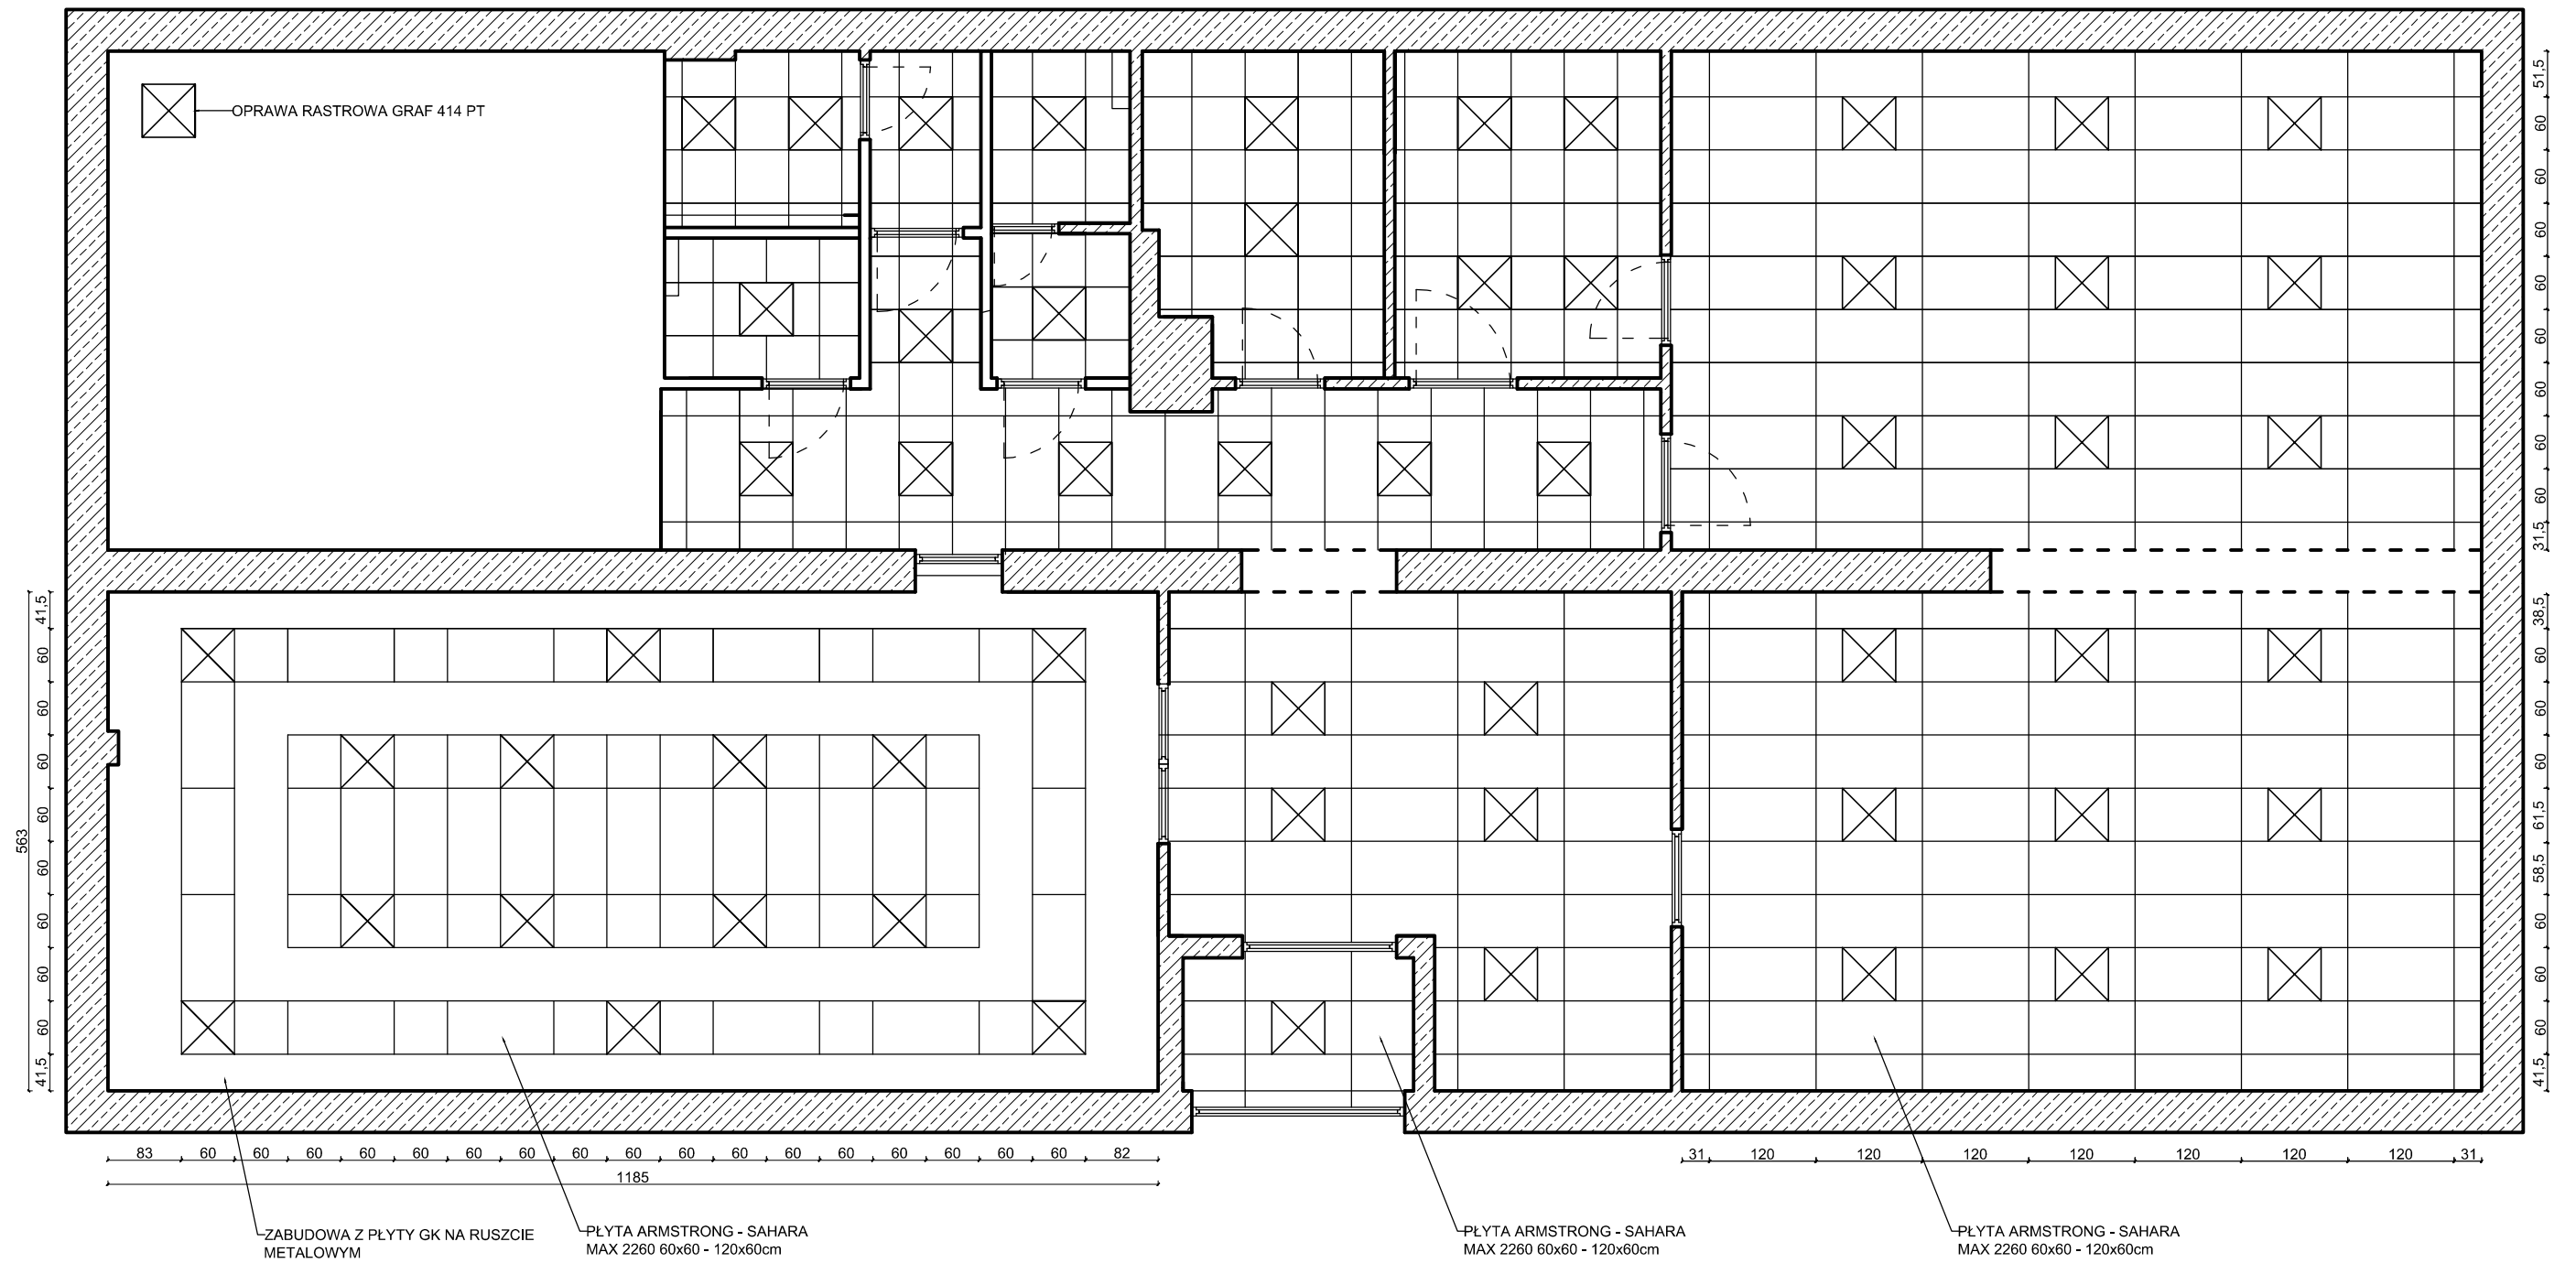 OPRAWA RASTROWA GRAF 414 PT
51,5
60
60
60
60
60
60
60
60
31,5
41,5
60
60
60
60
60
60
60
60
41,5
563
38,5
60
60
60
61,5
58,5
60
60
60
41,5
83 60 60 60 60 60 60 60 60 60 60 60 60 60 60 60 60 60 82
1185
31 120 120 120 120 120 120 120 31
ZABUDOWA Z PŁYTY GK NA RUSZCIE
METALOWYM
PŁYTA ARMSTRONG - SAHARA
MAX 2260 60x60 - 120x60cm
PŁYTA ARMSTRONG - SAHARA
MAX 2260 60x60 - 120x60cm
PŁYTA ARMSTRONG - SAHARA
MAX 2260 60x60 - 120x60cm